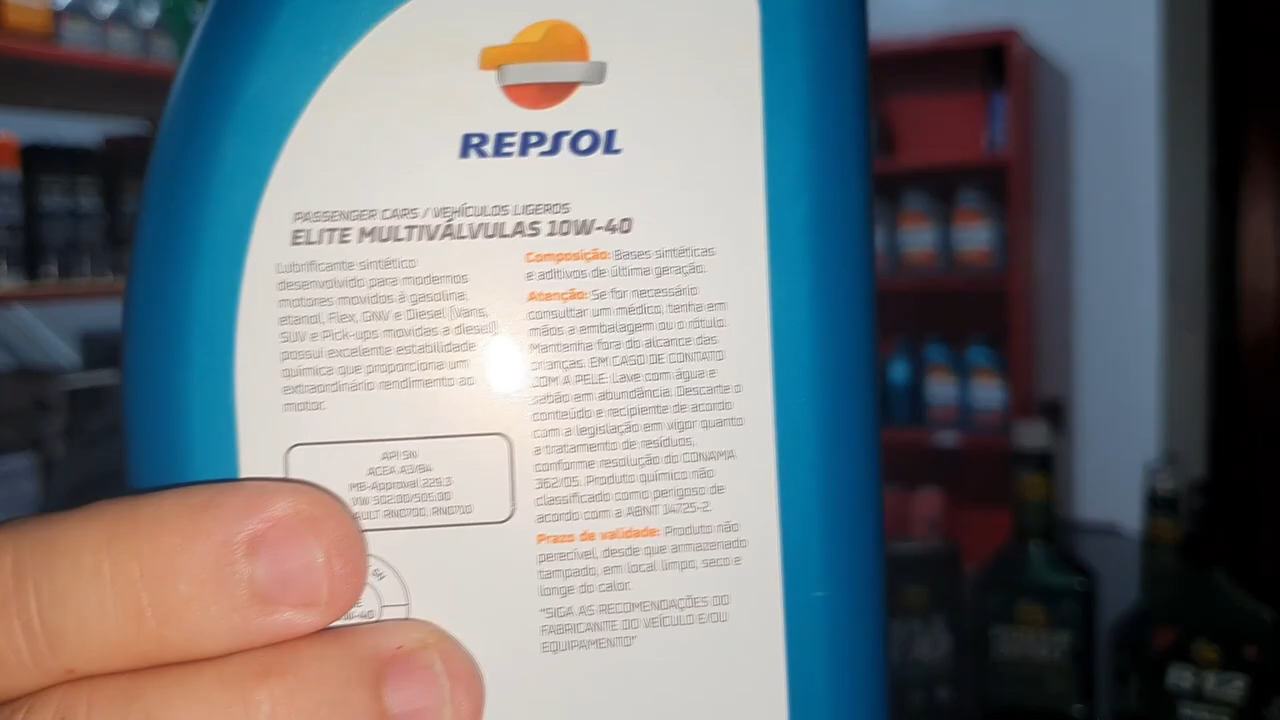 REPSOL
PASSENGER CARS / VEHÍCULOS LIGEROS
ELITE MULTIVÁLVULAS 10W-40
Lubrificante sintético
desenvolvido para modernos
motores movidos à gasolina,
etanol, Flex, GNV e Diesel (Vans,
SUV e Pick-ups movidas a diesel)
possui excelente estabilidade
química que proporciona um
extraordinário rendimento ao
motor.
API SN
ACEA A3/B4
MB-Approval 229.3
VW 502.00/505.00
AULT RN0700, RN0710
SN
W-40
Composição: Bases sintéticas
e aditivos de última geração.
Atenção: Se for necessário
consultar um médico, tenha em
mãos a embalagem ou o rótulo.
Mantenha fora do alcance das
crianças. EM CASO DE CONTATO
COM A PELE: Lave com água e
sabão em abundância. Descarte o
conteúdo e recipiente de acordo
com a legislação em vigor quanto
a tratamento de resíduos,
conforme resolução do CONAMA
362/05. Produto químico não
classificado como perigoso de
acordo com a ABNT 14725-2.
Prazo de validade: Produto não
perecível, desde que armazenado
tampado, em local limpo, seco e
longe do calor.
"SIGA AS RECOMENDAÇÕES DO
FABRICANTE DO VEÍCULO E/OU
EQUIPAMENTO"